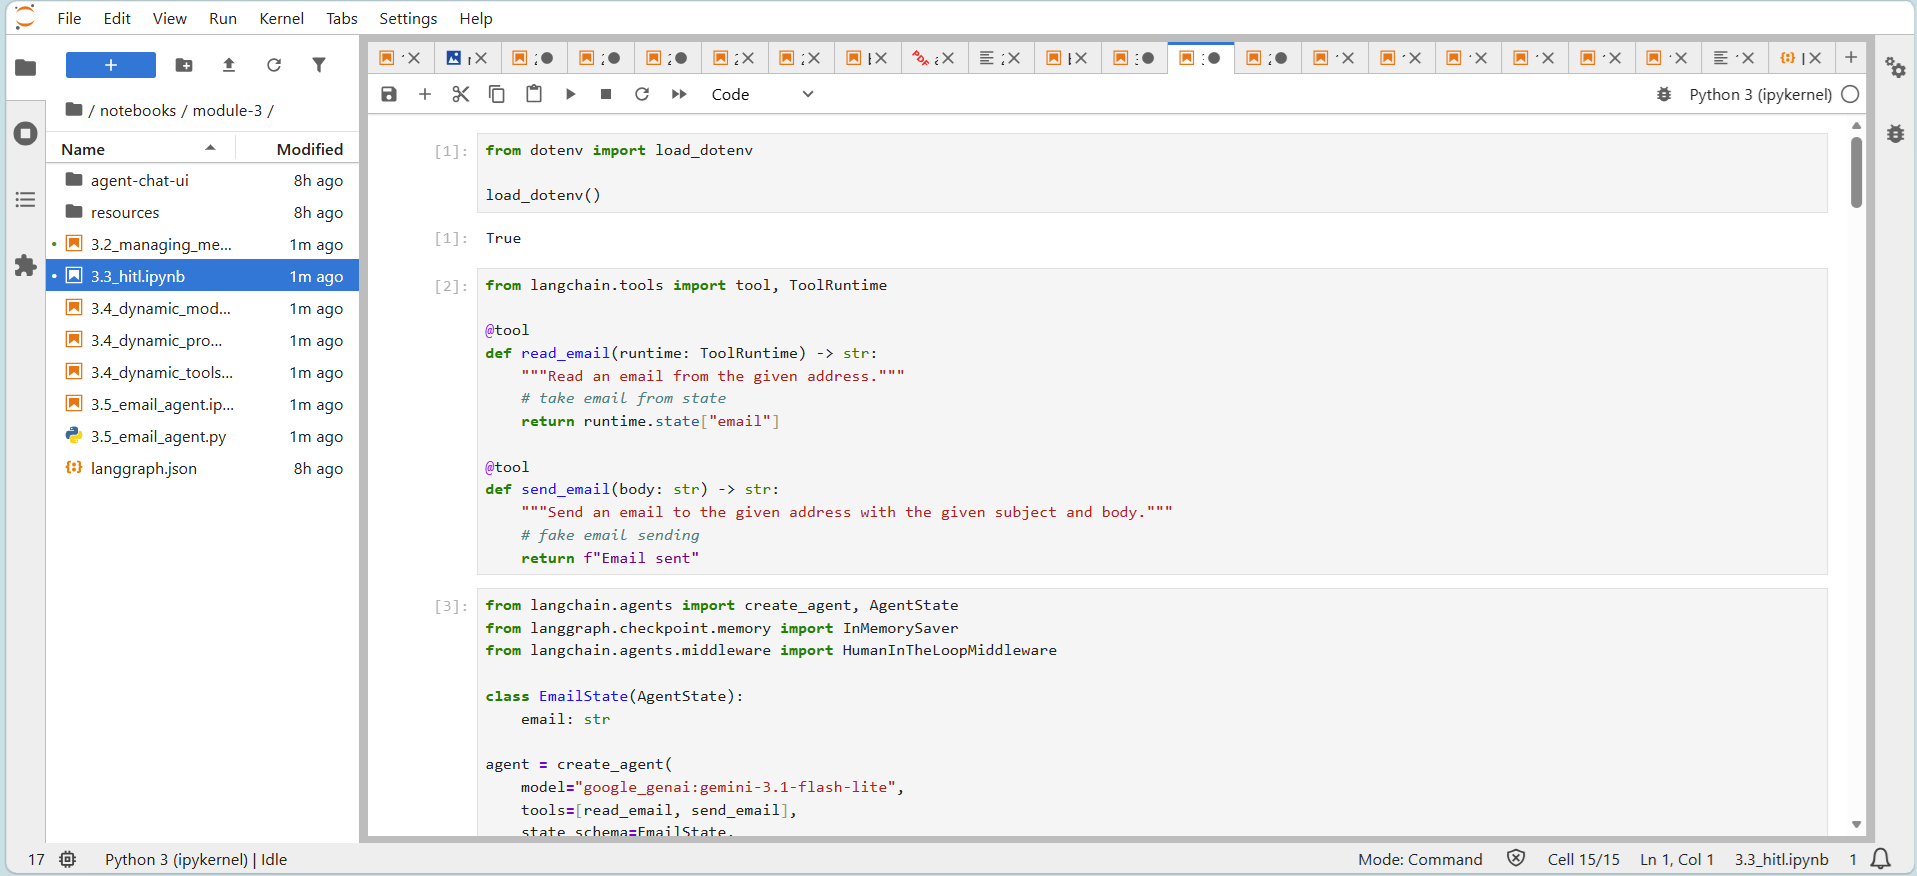 File Edit View Run Kernel Tabs Settings Help
/ notebooks / module-3 /
Name Modified
agent-chat-ui 8h ago
resources 8h ago
3.2_managing_me... 1m ago
3.3_hitl.ipynb 1m ago
3.4_dynamic_mod... 1m ago
3.4_dynamic_pro... 1m ago
3.4_dynamic_tools... 1m ago
3.5_email_agent.ip... 1m ago
3.5_email_agent.py 1m ago
langgraph.json 8h ago
Code
Python 3 (ipykernel)
[1]: from dotenv import load_dotenv
load_dotenv()
[1]: True
[2]: from langchain.tools import tool, ToolRuntime
@tool
def read_email(runtime: ToolRuntime) -> str:
"""Read an email from the given address."""
# take email from state
return runtime.state["email"]
@tool
def send_email(body: str) -> str:
"""Send an email to the given address with the given subject and body."""
# fake email sending
return f"Email sent"
[3]: from langchain.agents import create_agent, AgentState
from langgraph.checkpoint.memory import InMemorySaver
from langchain.agents.middleware import HumanInTheLoopMiddleware
class EmailState(AgentState):
email: str
agent = create_agent(
model="google_genai:gemini-3.1-flash-lite",
tools=[read_email, send_email],
state_schema=EmailState,
17 Python 3 (ipykernel) | Idle
Mode: Command Cell 15/15 Ln 1, Col 1 3.3_hitl.ipynb 1